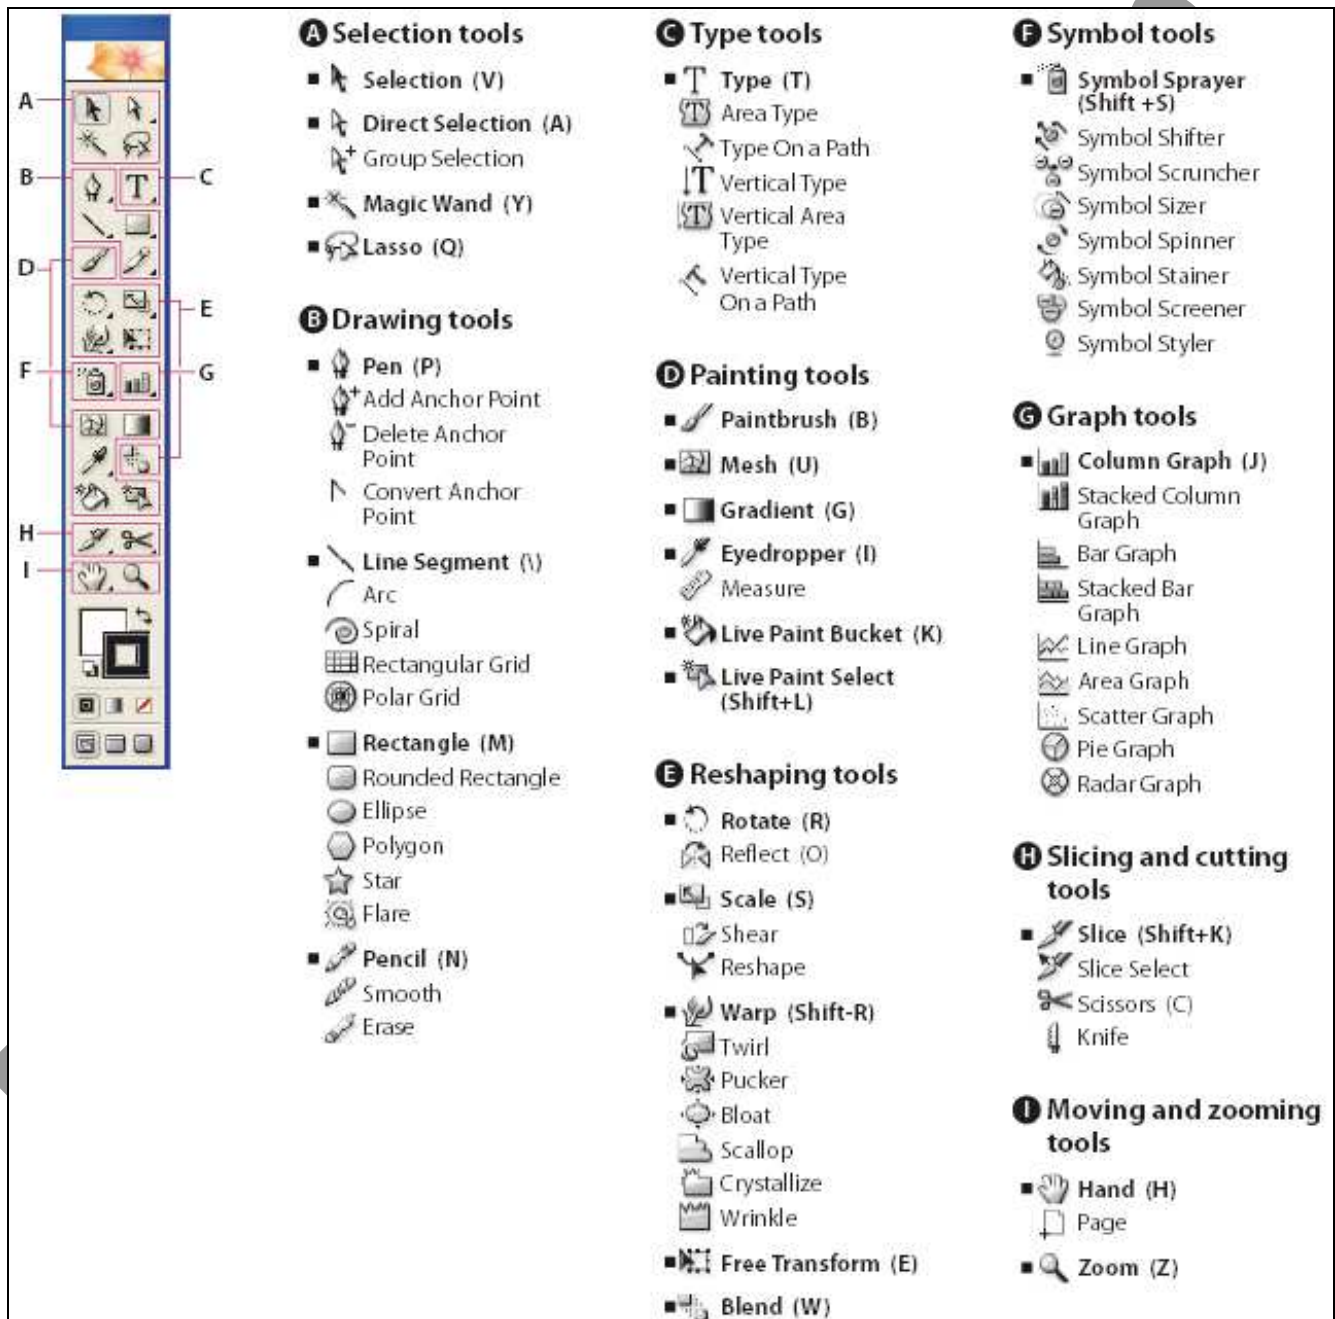 A
B
C
D
E
F
G
H
I
A Selection tools
Selection (V)
Direct Selection (A)
Group Selection
Magic Wand (Y)
Lasso (Q)
B Drawing tools
Pen (P)
Add Anchor Point
Delete Anchor
Point
Convert Anchor
Point
Line Segment (\)
Arc
Spiral
Rectangular Grid
Polar Grid
Rectangle (M)
Rounded Rectangle
Ellipse
Polygon
Star
Flare
Pencil (N)
Smooth
Erase
C Type tools
Type (T)
Area Type
Type On a Path
Vertical Type
Vertical Area
Type
Vertical Type
On a Path
D Painting tools
Paintbrush (B)
Mesh (U)
Gradient (G)
Eyedropper (I)
Measure
Live Paint Bucket (K)
Live Paint Select
(Shift+L)
E Reshaping tools
Rotate (R)
Reflect (O)
Scale (S)
Shear
Reshape
Warp (Shift-R)
Twirl
Pucker
Bloat
Scallop
Crystallize
Wrinkle
Free Transform (E)
Blend (W)
F Symbol tools
Symbol Sprayer
(Shift +S)
Symbol Shifter
Symbol Scruncher
Symbol Sizer
Symbol Spinner
Symbol Stainer
Symbol Screener
Symbol Styler
G Graph tools
Column Graph (J)
Stacked Column
Graph
Bar Graph
Stacked Bar
Graph
Line Graph
Area Graph
Scatter Graph
Pie Graph
Radar Graph
H Slicing and cutting
tools
Slice (Shift+K)
Slice Select
Scissors (C)
Knife
I Moving and zooming
tools
Hand (H)
Page
Zoom (Z)